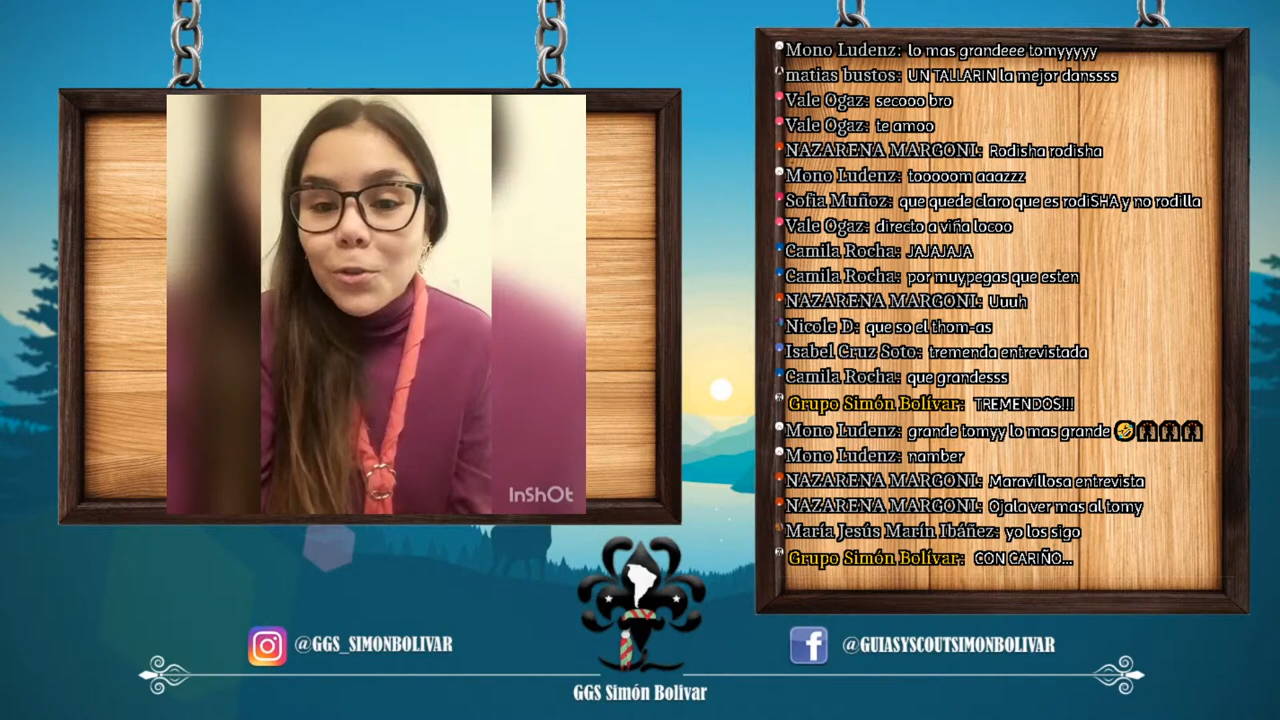 Mono Ludenz: lo mas grandeee tomyyyyy
matias bustos: UN TALLARIN la mejor danssss
Vale Ogaz: secooo bro
Vale Ogaz: te amoo
NAZARENA MARGONI: Rodisha rodisha
Mono Ludenz: tooooom aaazzz
Sofia Muñoz: que quede claro que es rodiSHA y no rodilla
Vale Ogaz: directo a viña locoo
Camila Rocha: JAJAJAJA
Camila Rocha: por muypegas que esten
NAZARENA MARGONI: Uuuh
Nicole D: que so el thom-as
Isabel Cruz Soto: tremenda entrevistada
Camila Rocha: que grandesss
Grupo Simón Bolívar: TREMENDOS!!!
Mono Ludenz: grande tomyy lo mas grande 🤣
Mono Ludenz: namber
NAZARENA MARGONI: Maravillosa entrevista
NAZARENA MARGONI: Ojala ver mas al tomy
María Jesús Marín Ibáñez: yo los sigo
Grupo Simón Bolívar: CON CARIÑO...
InShOt
@GGS_SIMONBOLIVAR
@GUIASYSCOUTSIMONBOLIVAR
GGS Simón Bolívar